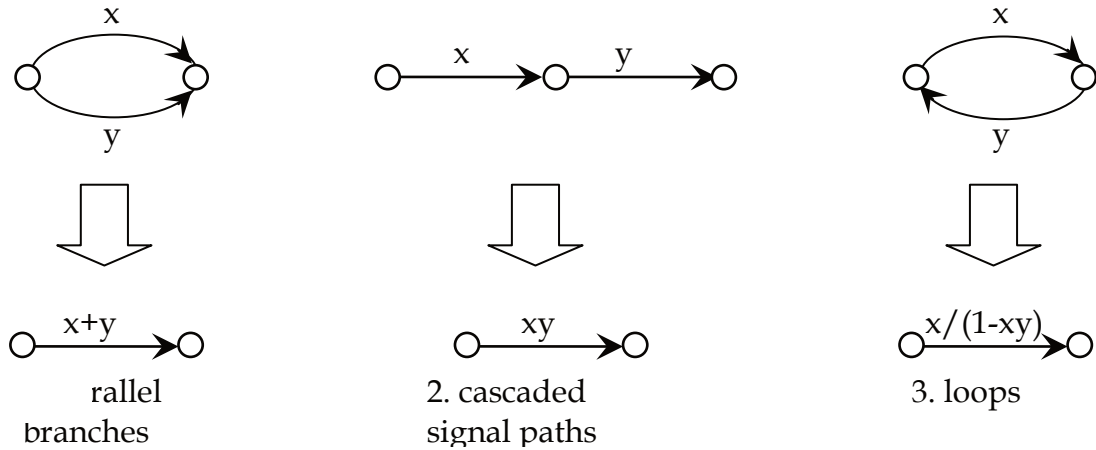 x
y
x+y
rallel
branches
x
y
xy
2. cascaded
signal paths
x
y
x/(1-xy)
3. loops